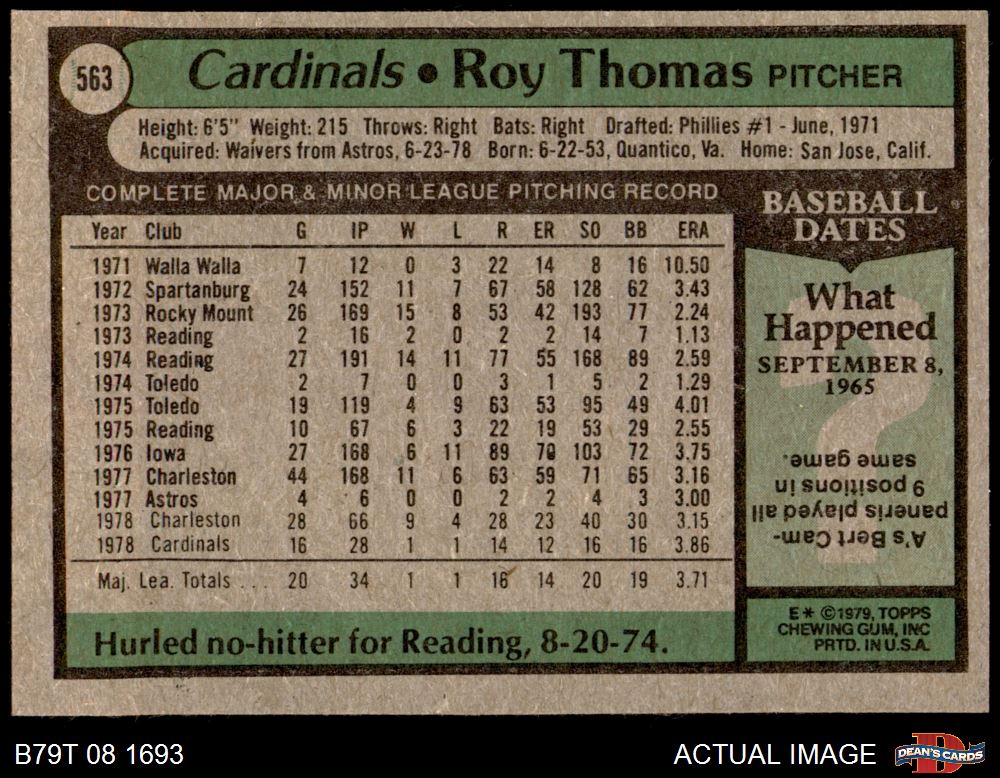 563
Cardinals • Roy Thomas PITCHER
Height: 6'5" Weight: 215 Throws: Right Bats: Right Drafted: Phillies #1 - June, 1971
Acquired: Waivers from Astros, 6-23-78 Born: 6-22-53, Quantico, Va. Home: San Jose, Calif.
COMPLETE MAJOR & MINOR LEAGUE PITCHING RECORD
Year Club G IP W L R ER SO BB ERA
1971 Walla Walla 7 12 0 3 22 14 8 16 10.50
1972 Spartanburg 24 152 11 7 67 58 128 62 3.43
1973 Rocky Mount 26 169 15 8 53 42 193 77 2.24
1973 Reading 2 16 2 0 2 2 14 7 1.13
1974 Reading 27 191 14 11 77 55 168 89 2.59
1974 Toledo 2 7 0 0 3 1 5 2 1.29
1975 Toledo 19 119 4 9 63 53 95 49 4.01
1975 Reading 10 67 6 3 22 19 53 29 2.55
1976 Iowa 27 168 6 11 89 70 103 72 3.75
1977 Charleston 44 168 11 6 63 59 71 65 3.16
1977 Astros 4 6 0 0 2 2 4 3 3.00
1978 Charleston 28 66 9 4 28 23 40 30 3.15
1978 Cardinals 16 28 1 1 14 12 16 16 3.86
Maj. Lea. Totals ... 20 34 1 1 16 14 20 19 3.71
Hurled no-hitter for Reading, 8-20-74.
BASEBALL
DATES
What
Happened
SEPTEMBER 8,
1965
?
A's Bert Cam-
paneris played all
9 positions in
same game.
E* ©1979, TOPPS
CHEWING GUM, INC
PRTD. IN U.S.A.
B79T 08 1693
ACTUAL IMAGE
DEAN'S CARDS